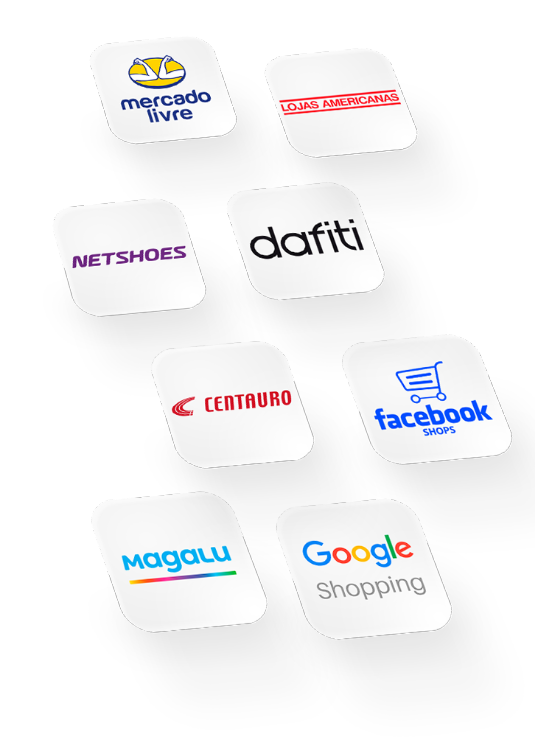 mercado
livre
LOJAS AMERICANAS
NETSHOES
dafiti
CENTAURO
facebook
SHOPS
Magalu
Google
Shopping